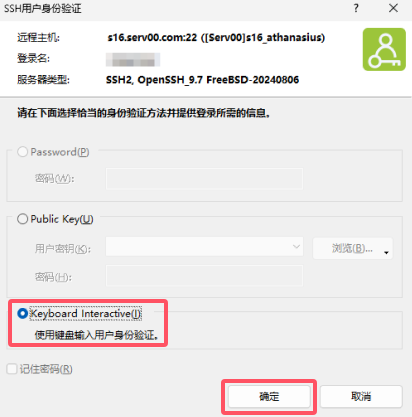 SSH用户身份验证
远程主机: s16.serv00.com:22 ([Serv00]s16_athanasius)
登录名:
服务器类型: SSH2, OpenSSH_9.7 FreeBSD-20240806
请在下面选择恰当的身份验证方法并提供登录所需的信息。
Password(P)
密码(W):
Public Key(U)
用户密钥(K): 浏览(B)...
密码(H):
Keyboard Interactive(I)
使用键盘输入用户身份验证。
记住密码(R)
确定 取消